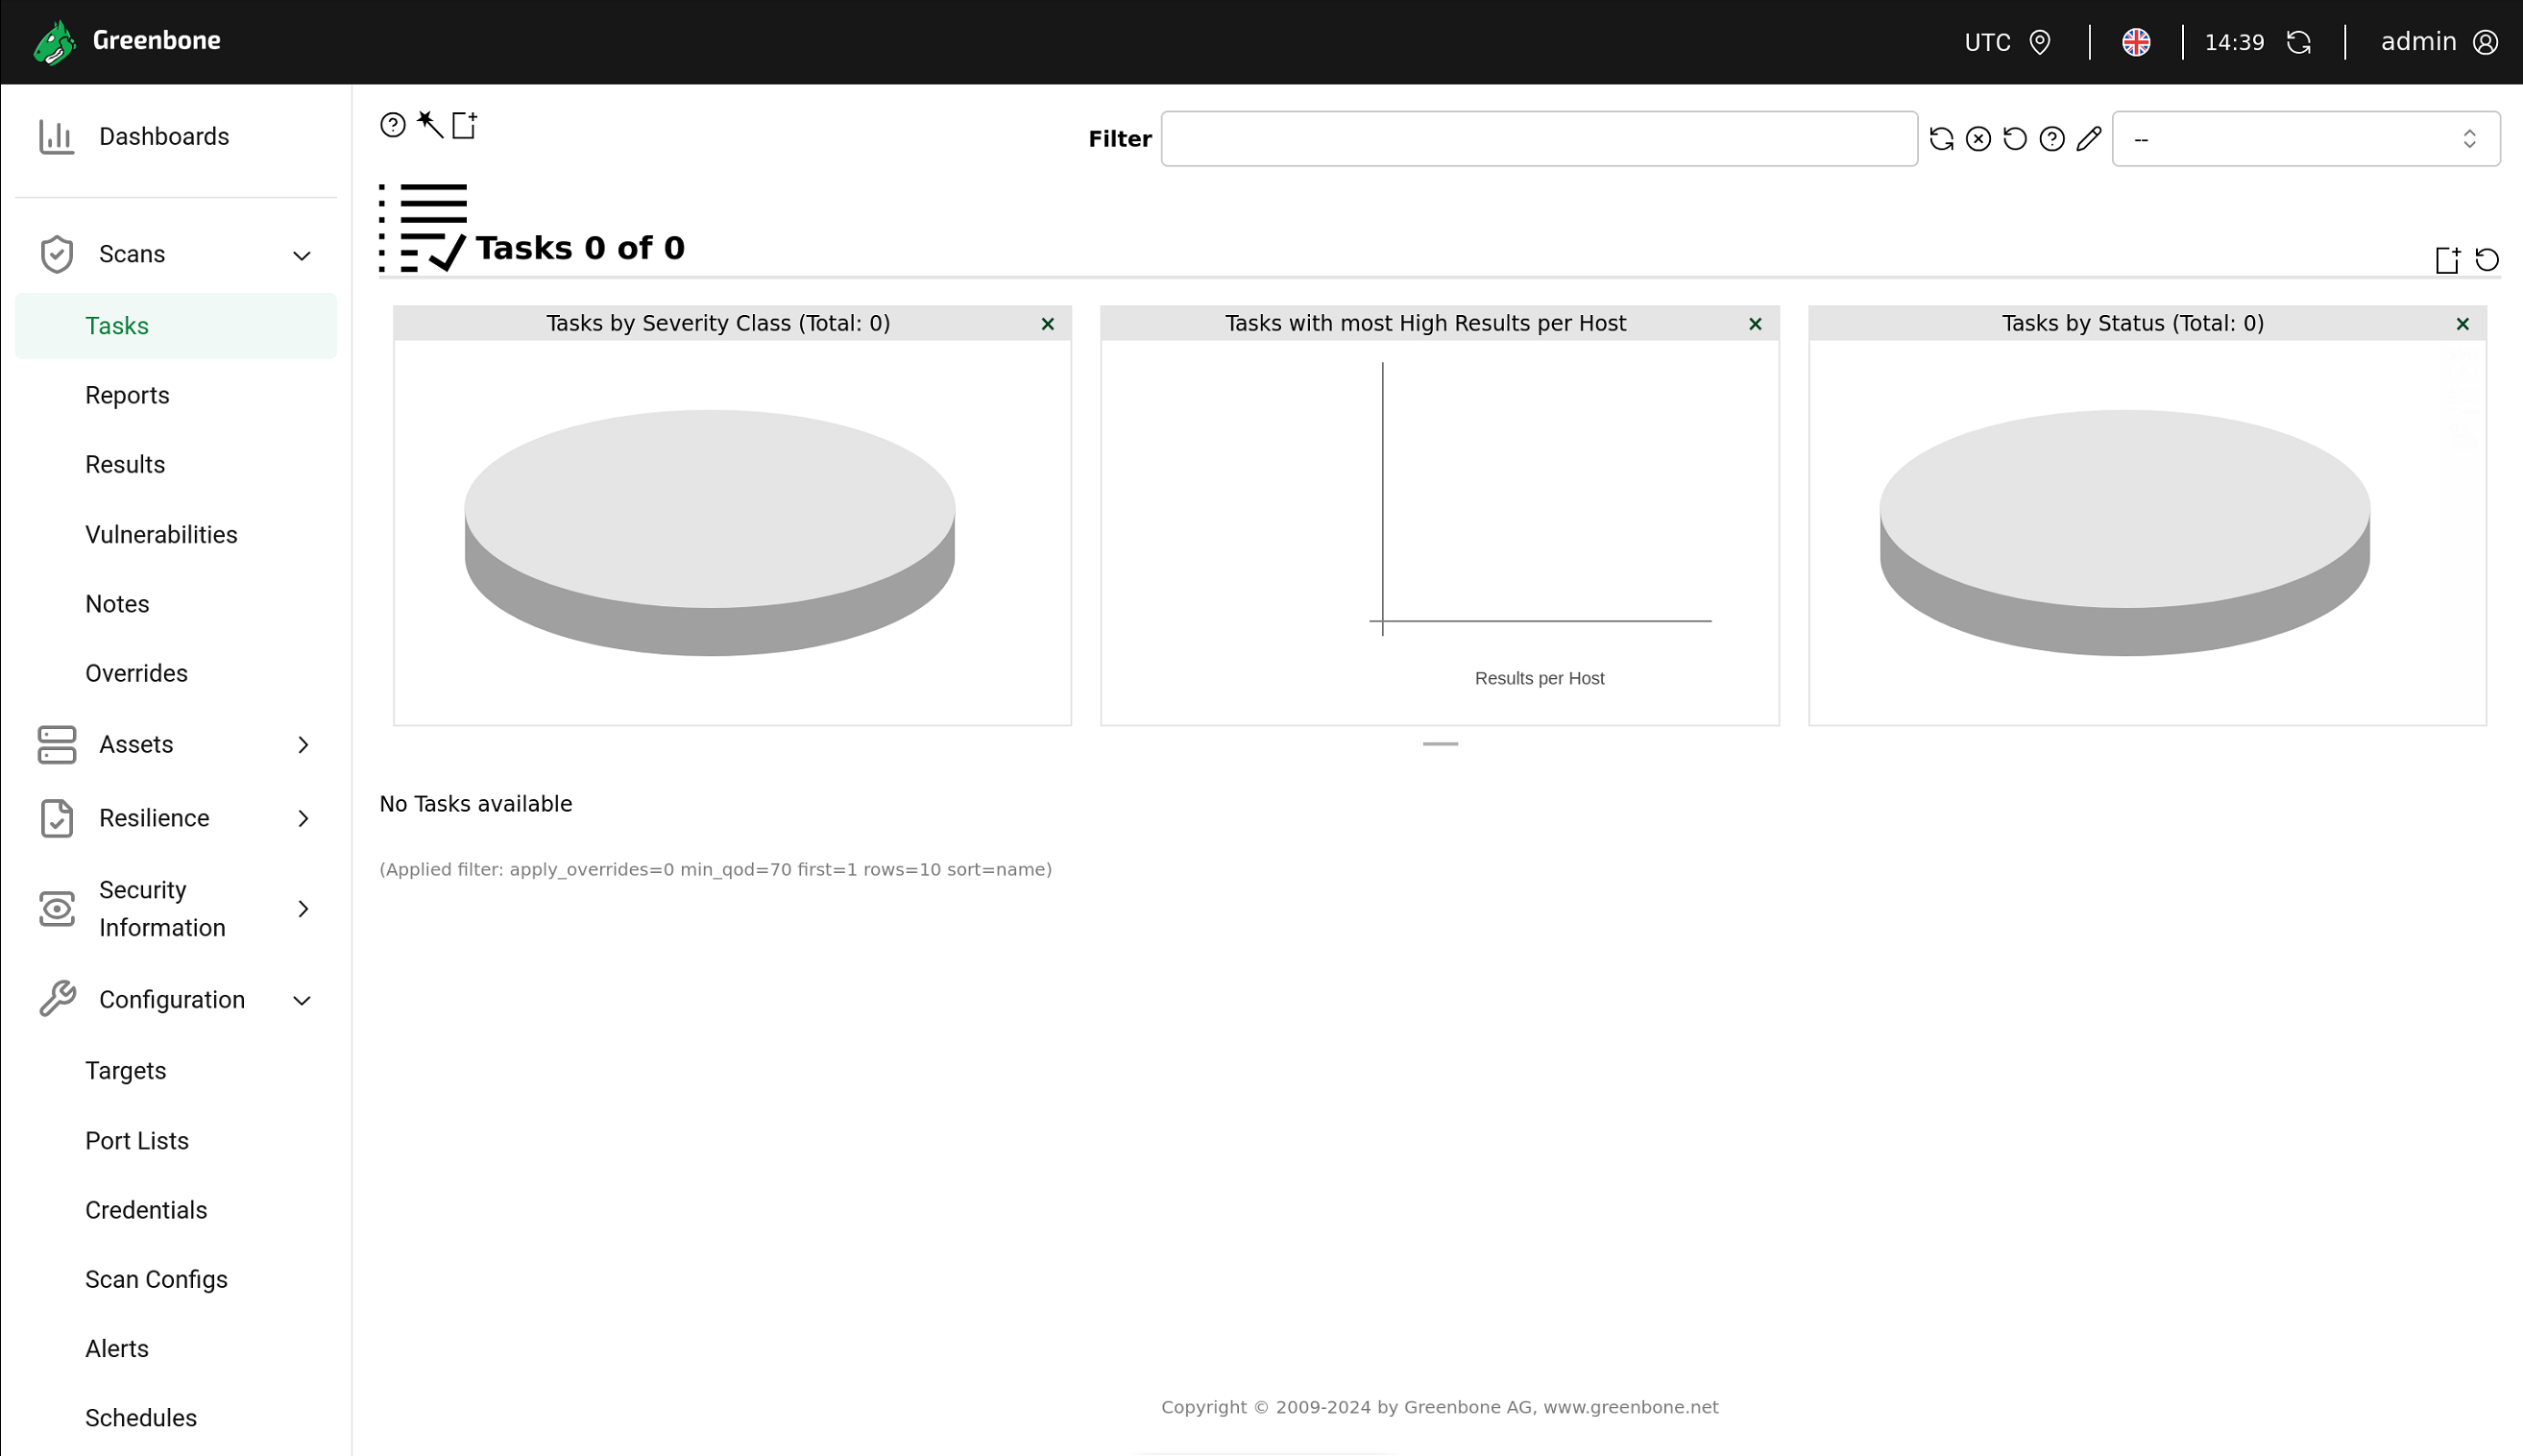 Greenbone
UTC
14:39
admin
Dashboards
Scans
Tasks
Reports
Results
Vulnerabilities
Notes
Overrides
Assets
Resilience
Security
Information
Configuration
Targets
Port Lists
Credentials
Scan Configs
Alerts
Schedules
Filter
--
Tasks 0 of 0
Tasks by Severity Class (Total: 0)
Tasks with most High Results per Host
Results per Host
Tasks by Status (Total: 0)
No Tasks available
(Applied filter: apply_overrides=0 min_qod=70 first=1 rows=10 sort=name)
Copyright © 2009-2024 by Greenbone AG, www.greenbone.net